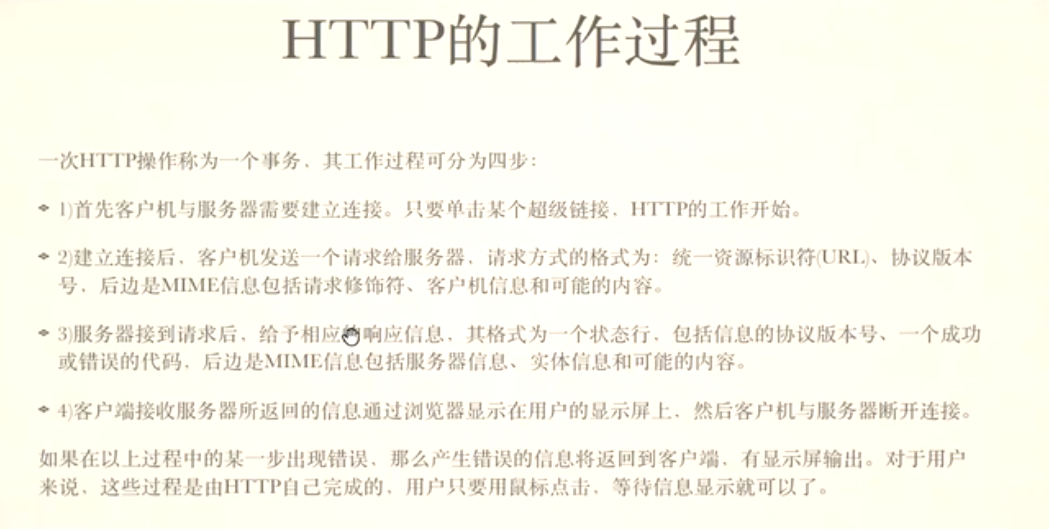 HTTP的工作过程
一次HTTP操作称为一个事务，其工作过程可分为四步：
1)首先客户机与服务器需要建立连接。只要单击某个超级链接，HTTP的工作开始。
2)建立连接后，客户机发送一个请求给服务器，请求方式的格式为：统一资源标识符(URL)、协议版本
号，后边是MIME信息包括请求修饰符、客户机信息和可能的内容。
3)服务器接到请求后，给予相应响应信息，其格式为一个状态行，包括信息的协议版本号、一个成功
或错误的代码，后边是MIME信息包括服务器信息、实体信息和可能的内容。
4)客户端接收服务器所返回的信息通过浏览器显示在用户的显示屏上，然后客户机与服务器断开连接。
如果在以上过程中的某一步出现错误，那么产生错误的信息将返回到客户端，有显示屏输出。对于用户
来说，这些过程是由HTTP自己完成的，用户只要用鼠标点击，等待信息显示就可以了。